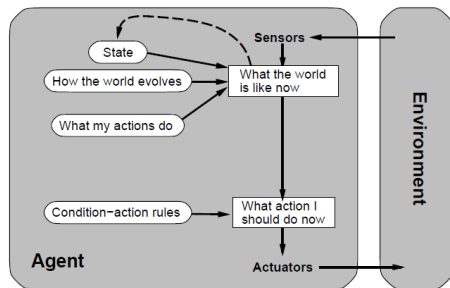 Sensors
State
How the world evolves
What the world
is like now
What my actions do
Environment
Condition−action rules
What action I
should do now
Agent
Actuators